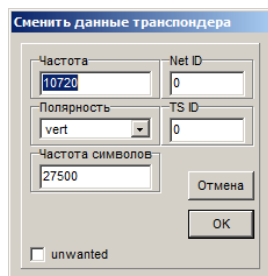 Сменить данные транспондера
Частота
Net ID
10720
0
Полярность
TS ID
vert
0
Частота символов
27500
Отмена
OK
unwanted